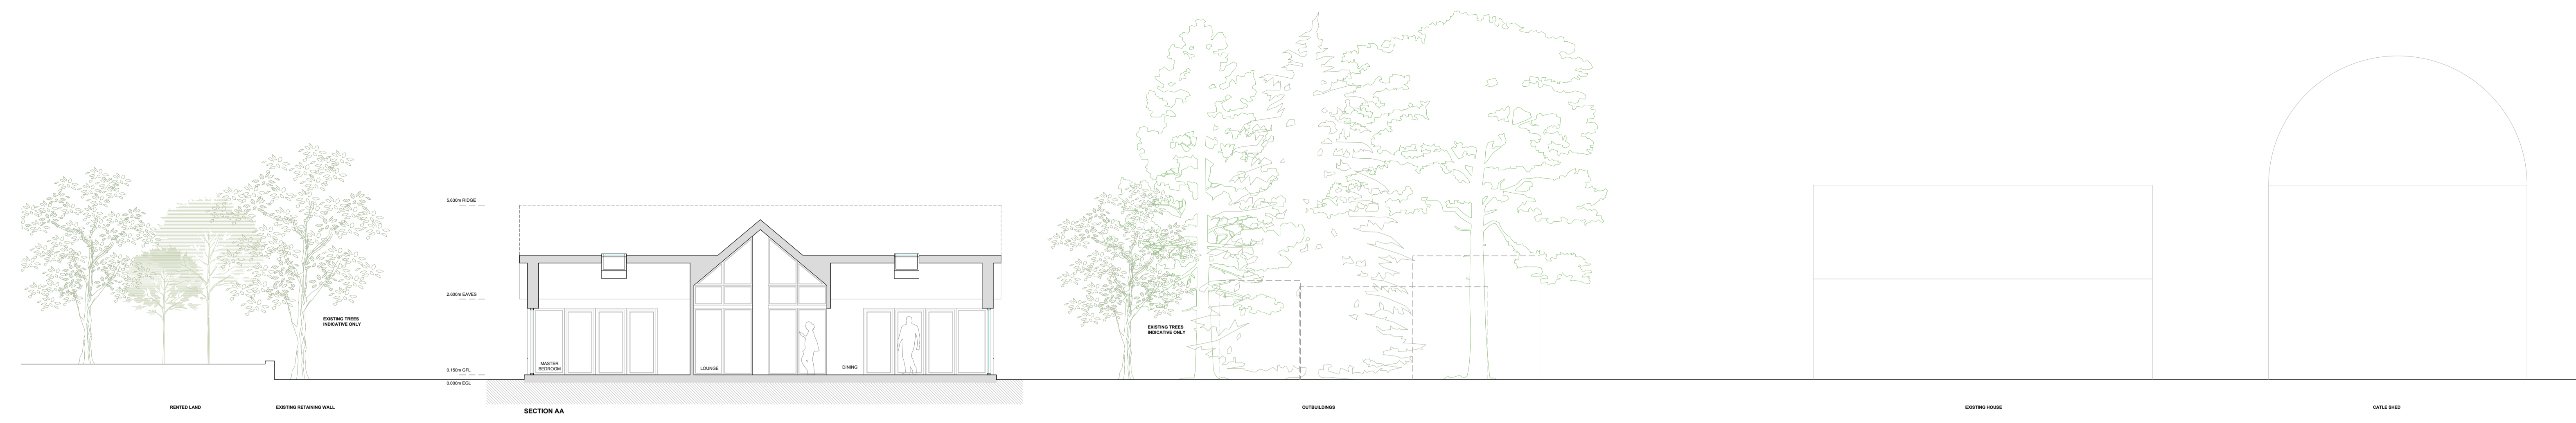 5.630m RIDGE
2.600m EAVES
EXISTING TREES
INDICATIVE ONLY
EXISTING TREES
INDICATIVE ONLY
MASTER
BEDROOM
LOUNGE
DINING
0.150m GFL
0.000m EGL
RENTED LAND
EXISTING RETAINING WALL
SECTION AA
OUTBUILDINGS
EXISTING HOUSE
CATLE SHED